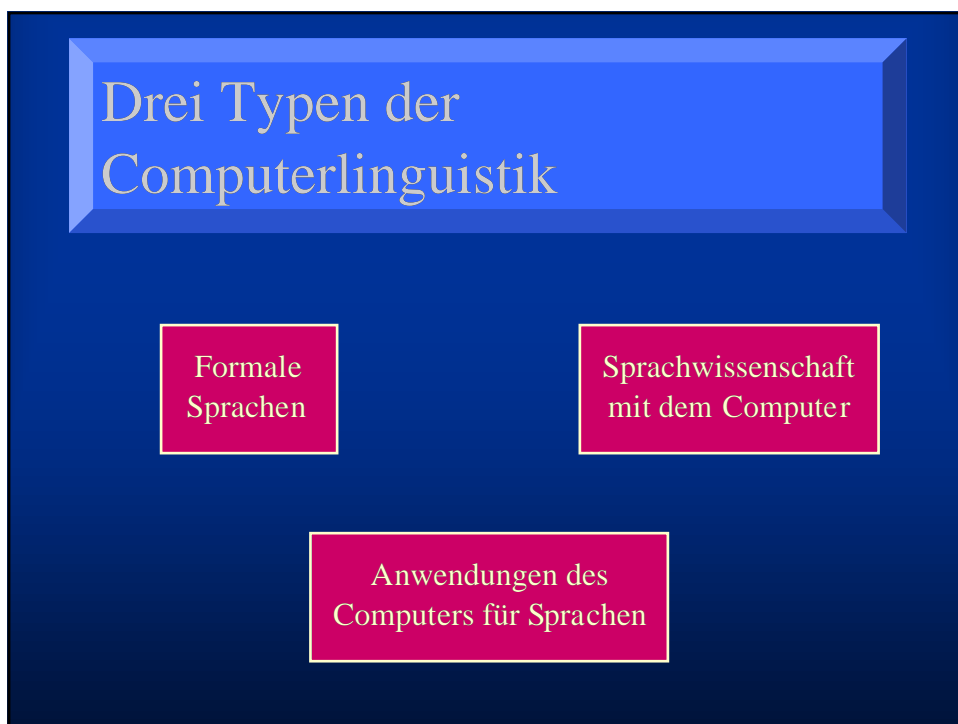 Drei Typen der
Computerlinguistik
Formale
Sprachen
Sprachwissenschaft
mit dem Computer
Anwendungen des
Computers für Sprachen